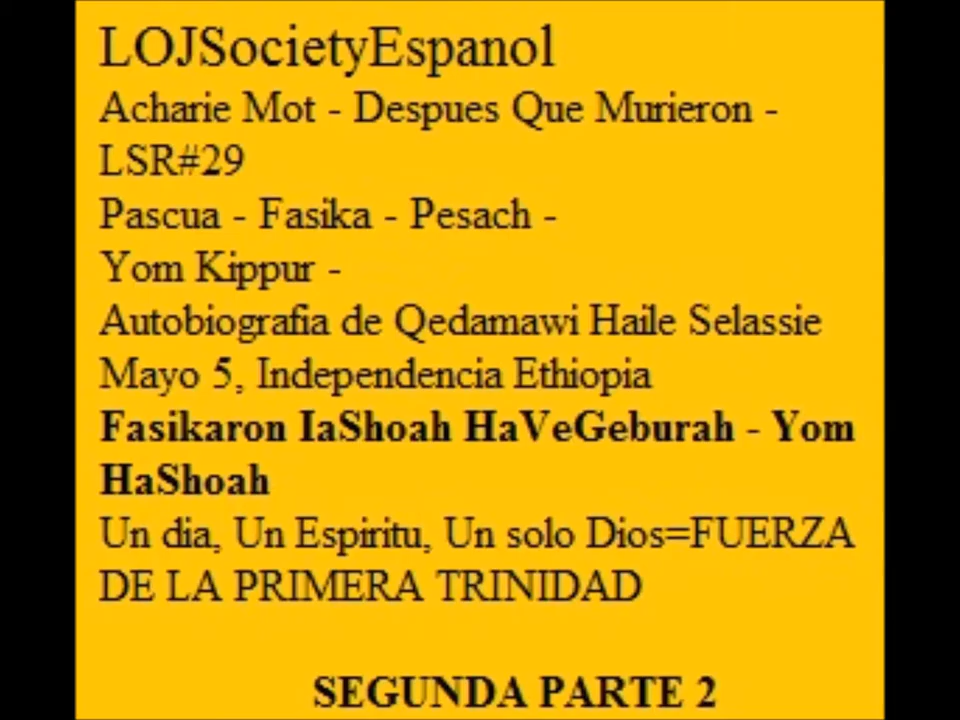 LOJSocietyEspanol
Acharie Mot - Despues Que Murieron -
LSR#29
Pascua - Fasika - Pesach -
Yom Kippur -
Autobiografia de Qedamawi Haile Selassie
Mayo 5, Independencia Ethiopia
Fasikaron IaShoah HaVeGeburah - Yom
HaShoah
Un dia, Un Espiritu, Un solo Dios=FUERZA
DE LA PRIMERA TRINIDAD
SEGUNDA PARTE 2